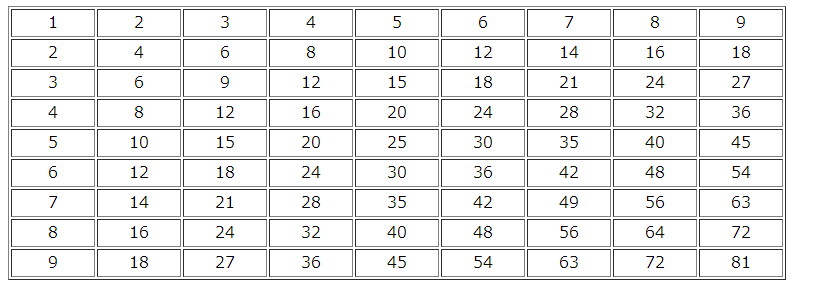 1 2 3 4 5 6 7 8 9
2 4 6 8 10 12 14 16 18
3 6 9 12 15 18 21 24 27
4 8 12 16 20 24 28 32 36
5 10 15 20 25 30 35 40 45
6 12 18 24 30 36 42 48 54
7 14 21 28 35 42 49 56 63
8 16 24 32 40 48 56 64 72
9 18 27 36 45 54 63 72 81